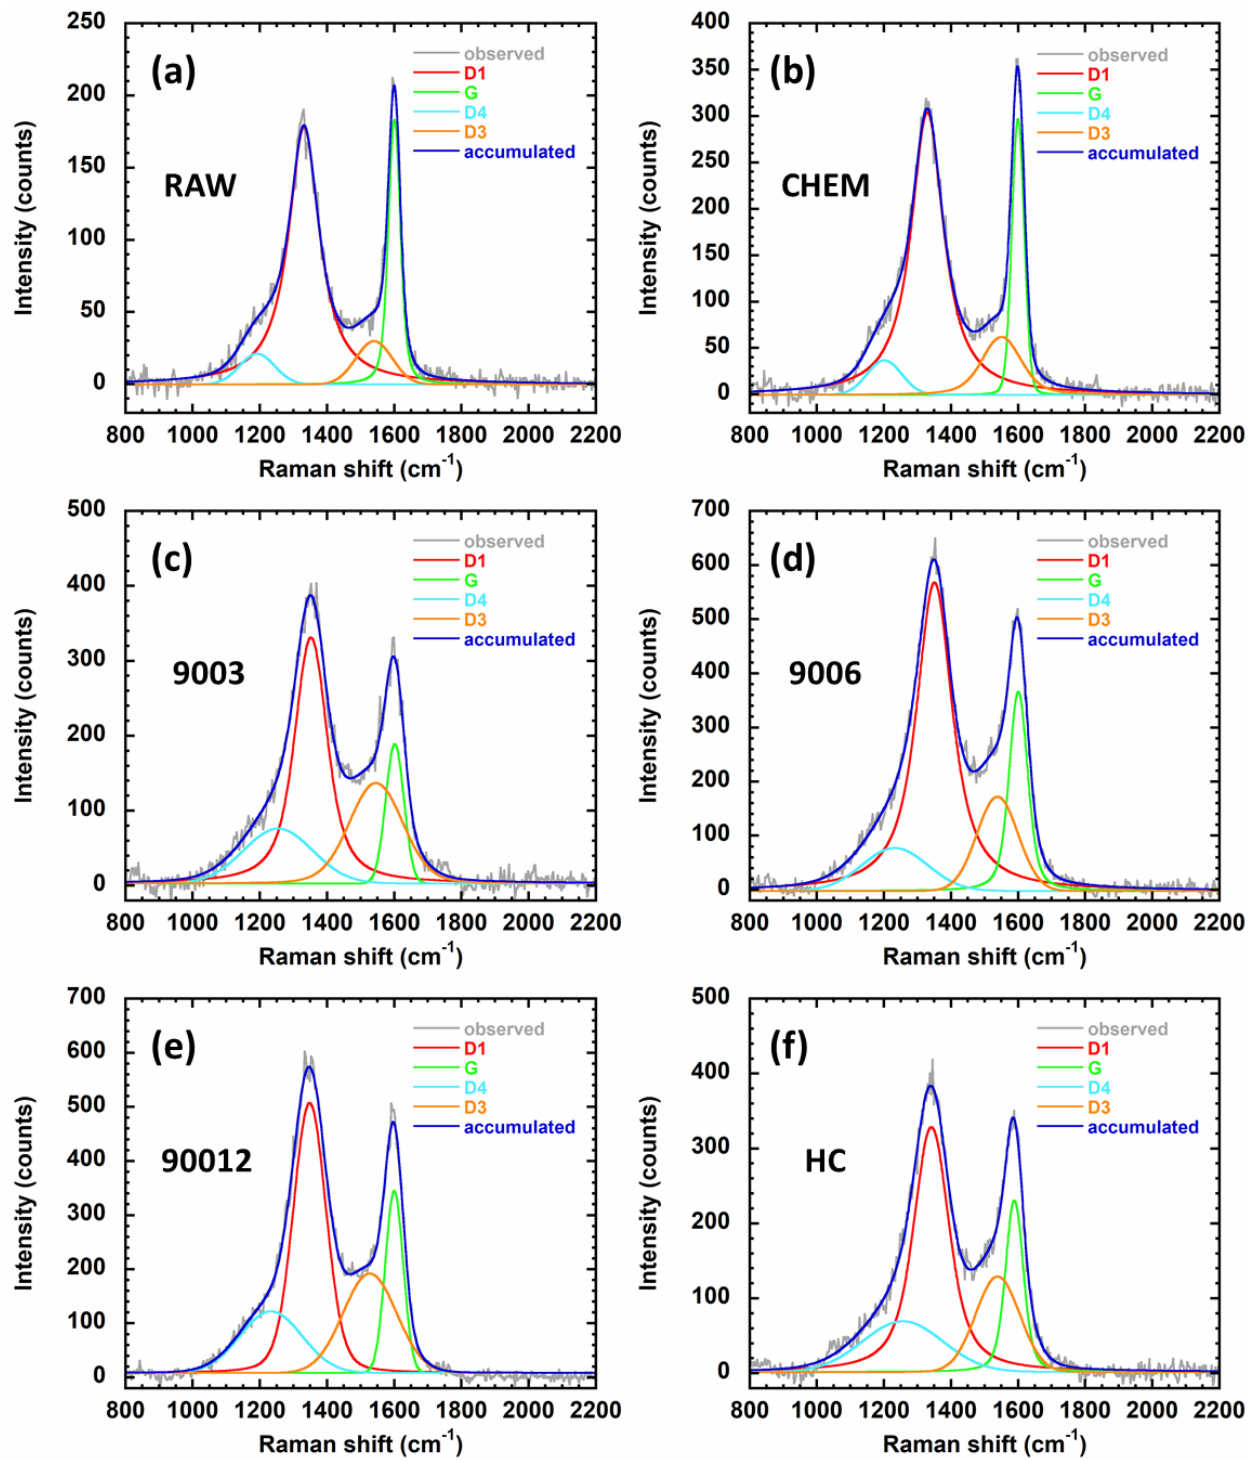 (a)
RAW
observed
D1
G
D4
D3
accumulated
250
200
150
100
50
0
Intensity (counts)
800 1000 1200 1400 1600 1800 2000 2200
Raman shift (cm⁻¹)
(b)
CHEM
observed
D1
G
D4
D3
accumulated
400
350
300
250
200
150
100
50
0
Intensity (counts)
800 1000 1200 1400 1600 1800 2000 2200
Raman shift (cm⁻¹)
(c)
9003
observed
D1
G
D4
D3
accumulated
500
400
300
200
100
0
Intensity (counts)
800 1000 1200 1400 1600 1800 2000 2200
Raman shift (cm⁻¹)
(d)
9006
observed
D1
G
D4
D3
accumulated
700
600
500
400
300
200
100
0
Intensity (counts)
800 1000 1200 1400 1600 1800 2000 2200
Raman shift (cm⁻¹)
(e)
90012
observed
D1
G
D4
D3
accumulated
700
600
500
400
300
200
100
0
Intensity (counts)
800 1000 1200 1400 1600 1800 2000 2200
Raman shift (cm⁻¹)
(f)
HC
observed
D1
G
D4
D3
accumulated
500
400
300
200
100
0
Intensity (counts)
800 1000 1200 1400 1600 1800 2000 2200
Raman shift (cm⁻¹)